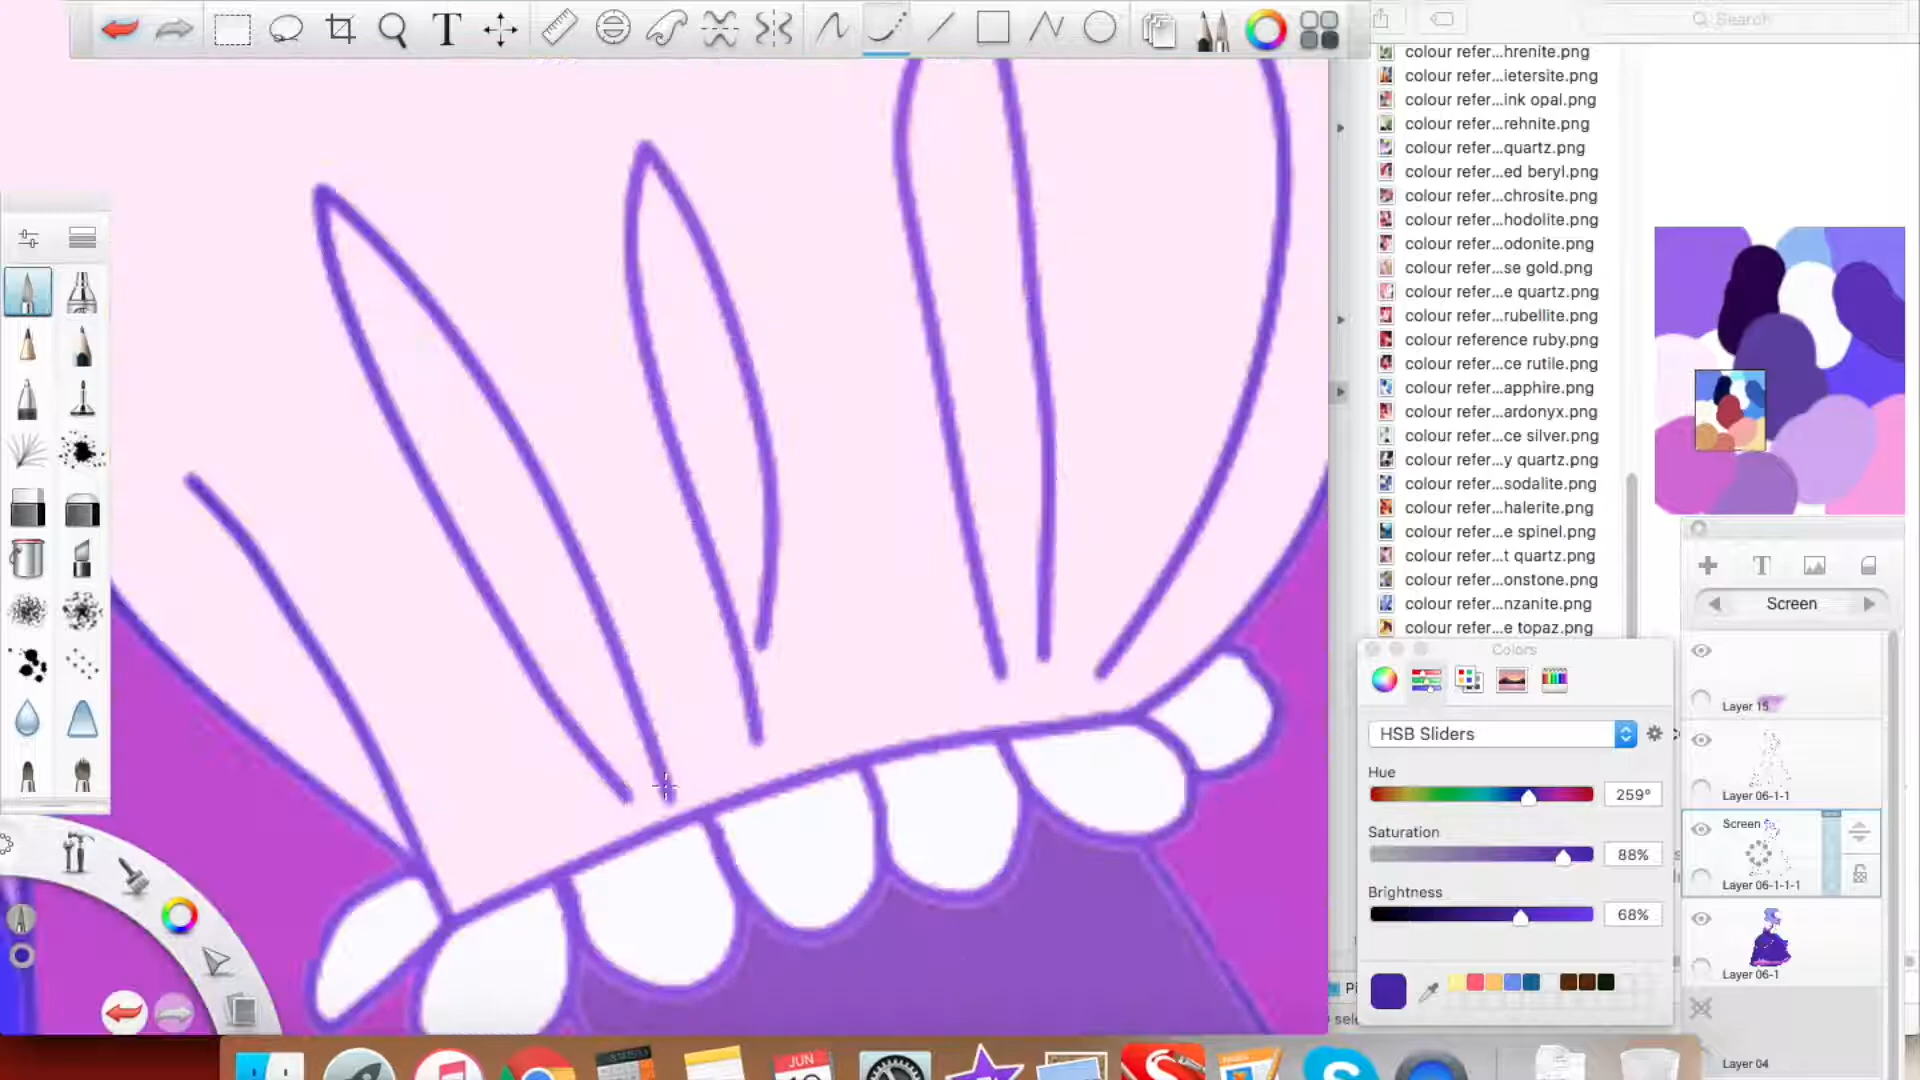 T
Search
colour refer...hrenite.png
colour refer...ietersite.png
colour refer...ink opal.png
colour refer...rehnite.png
colour refer...quartz.png
colour refer...ed beryl.png
colour refer...chrosite.png
colour refer...hodolite.png
colour refer...odonite.png
colour refer...se gold.png
colour refer...e quartz.png
colour refer...rubellite.png
colour reference ruby.png
colour refer...ce rutile.png
colour refer...apphire.png
colour refer...ardonyx.png
colour refer...ce silver.png
colour refer...y quartz.png
colour refer...sodalite.png
colour refer...halerite.png
colour refer...e spinel.png
colour refer...t quartz.png
colour refer...onstone.png
colour refer...nzanite.png
colour refer...e topaz.png
T
Screen
Layer 15
Layer 06-1-1
Screen
Layer 06-1-1-1
Layer 06-1
Layer 04
Colors
HSB Sliders
Hue
259°
Saturation
88%
Brightness
68%
JUN